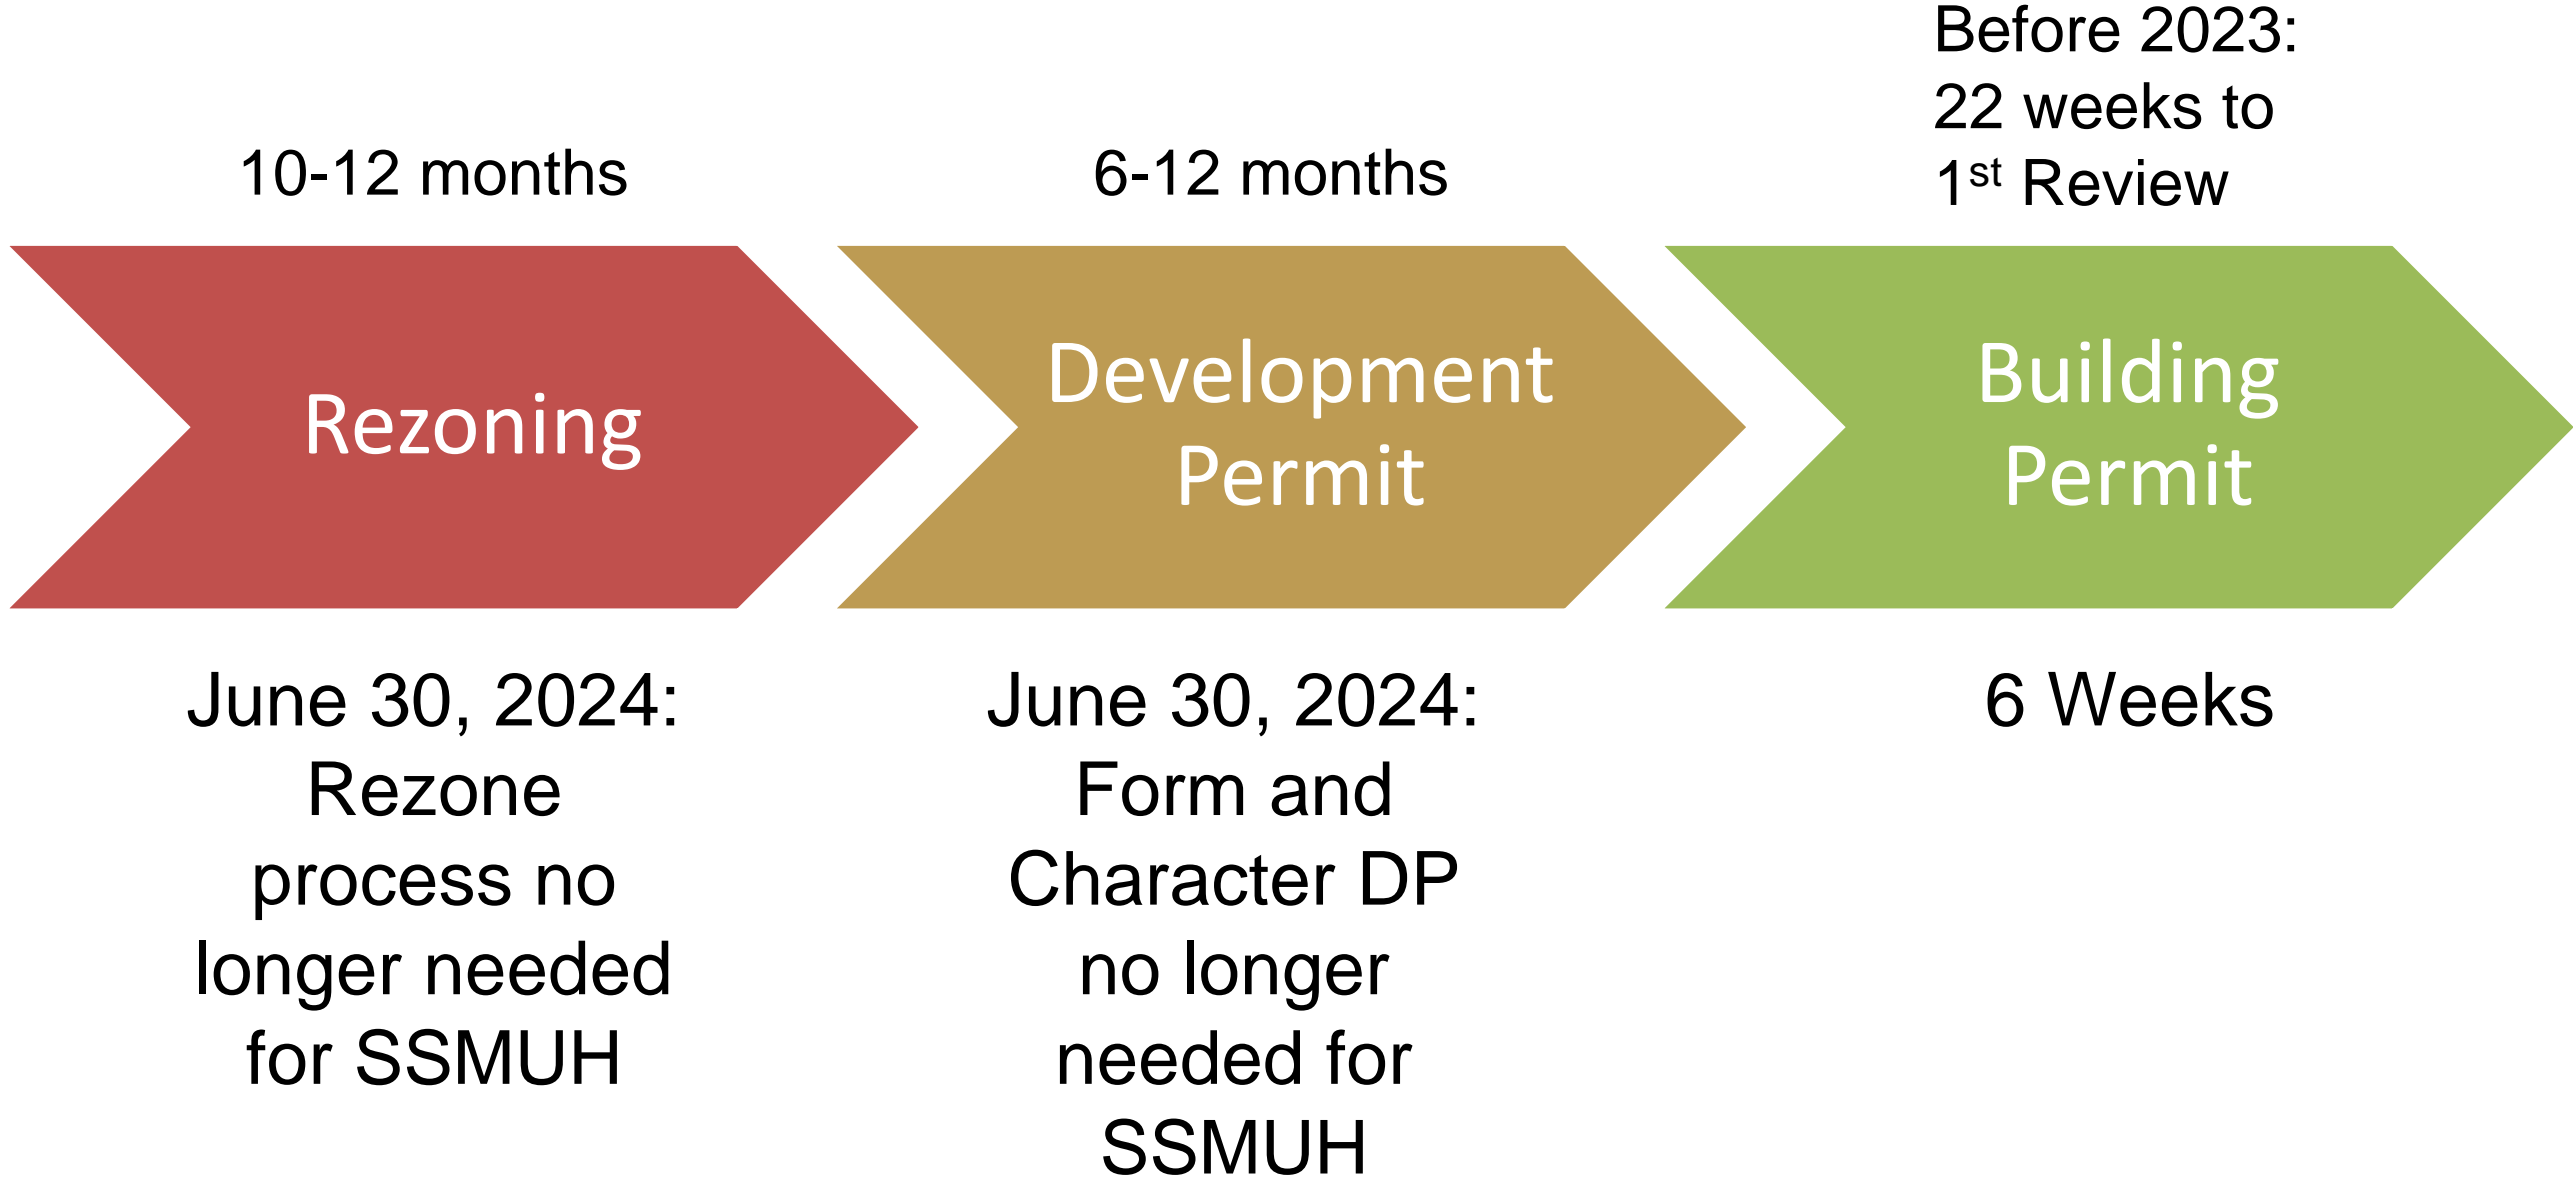 10-12 months
Rezoning
June 30, 2024:
Rezone
process no
longer needed
for SSMUH
6-12 months
Development
Permit
June 30, 2024:
Form and
Character DP
no longer
needed for
SSMUH
Before 2023:
22 weeks to
1st Review
Building
Permit
6 Weeks